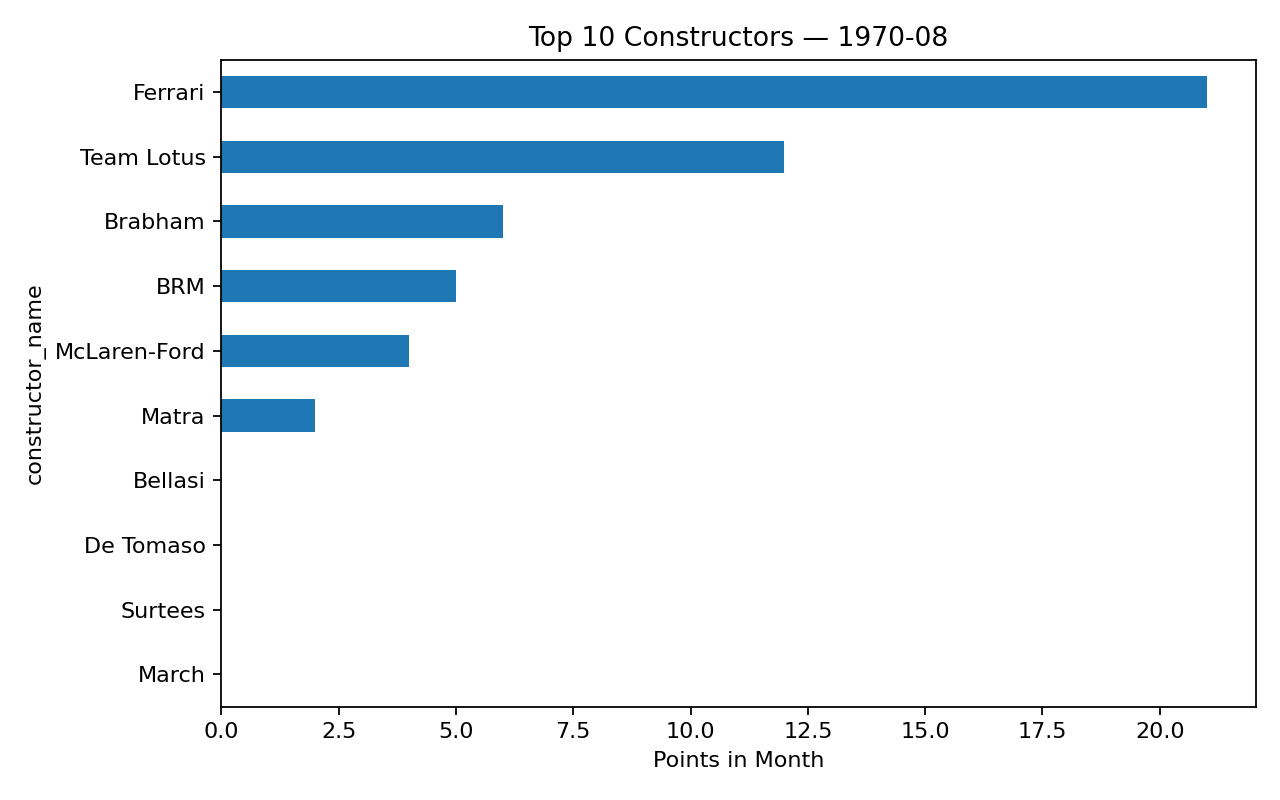 Top 10 Constructors — 1970-08
Ferrari
Team Lotus
Brabham
BRM
McLaren-Ford
Matra
Bellasi
De Tomaso
Surtees
March
constructor_name
0.0 2.5 5.0 7.5 10.0 12.5 15.0 17.5 20.0
Points in Month